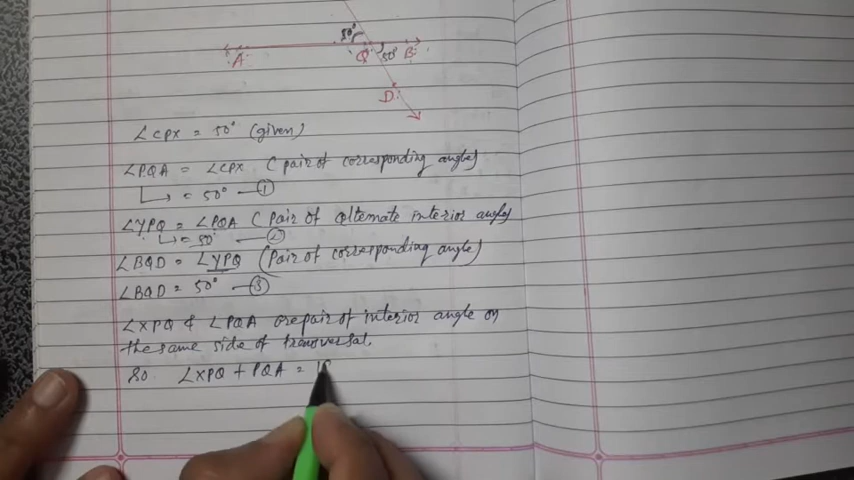 50°
A Q 50° B
D
∠CPX = 50° (given)
∠PQA = ∠CPX ( pair of corresponding angles)
= 50° — ①
∠YPQ = ∠PQA ( Pair of alternate interior angles)
= 50° — ②
∠BQD = ∠YPQ ( Pair of corresponding angle)
∠BQD = 50° — ③
∠XPQ & ∠PQA are pair of interior angle on
the same side of transversal.
So ∠XPQ + PQA = 18